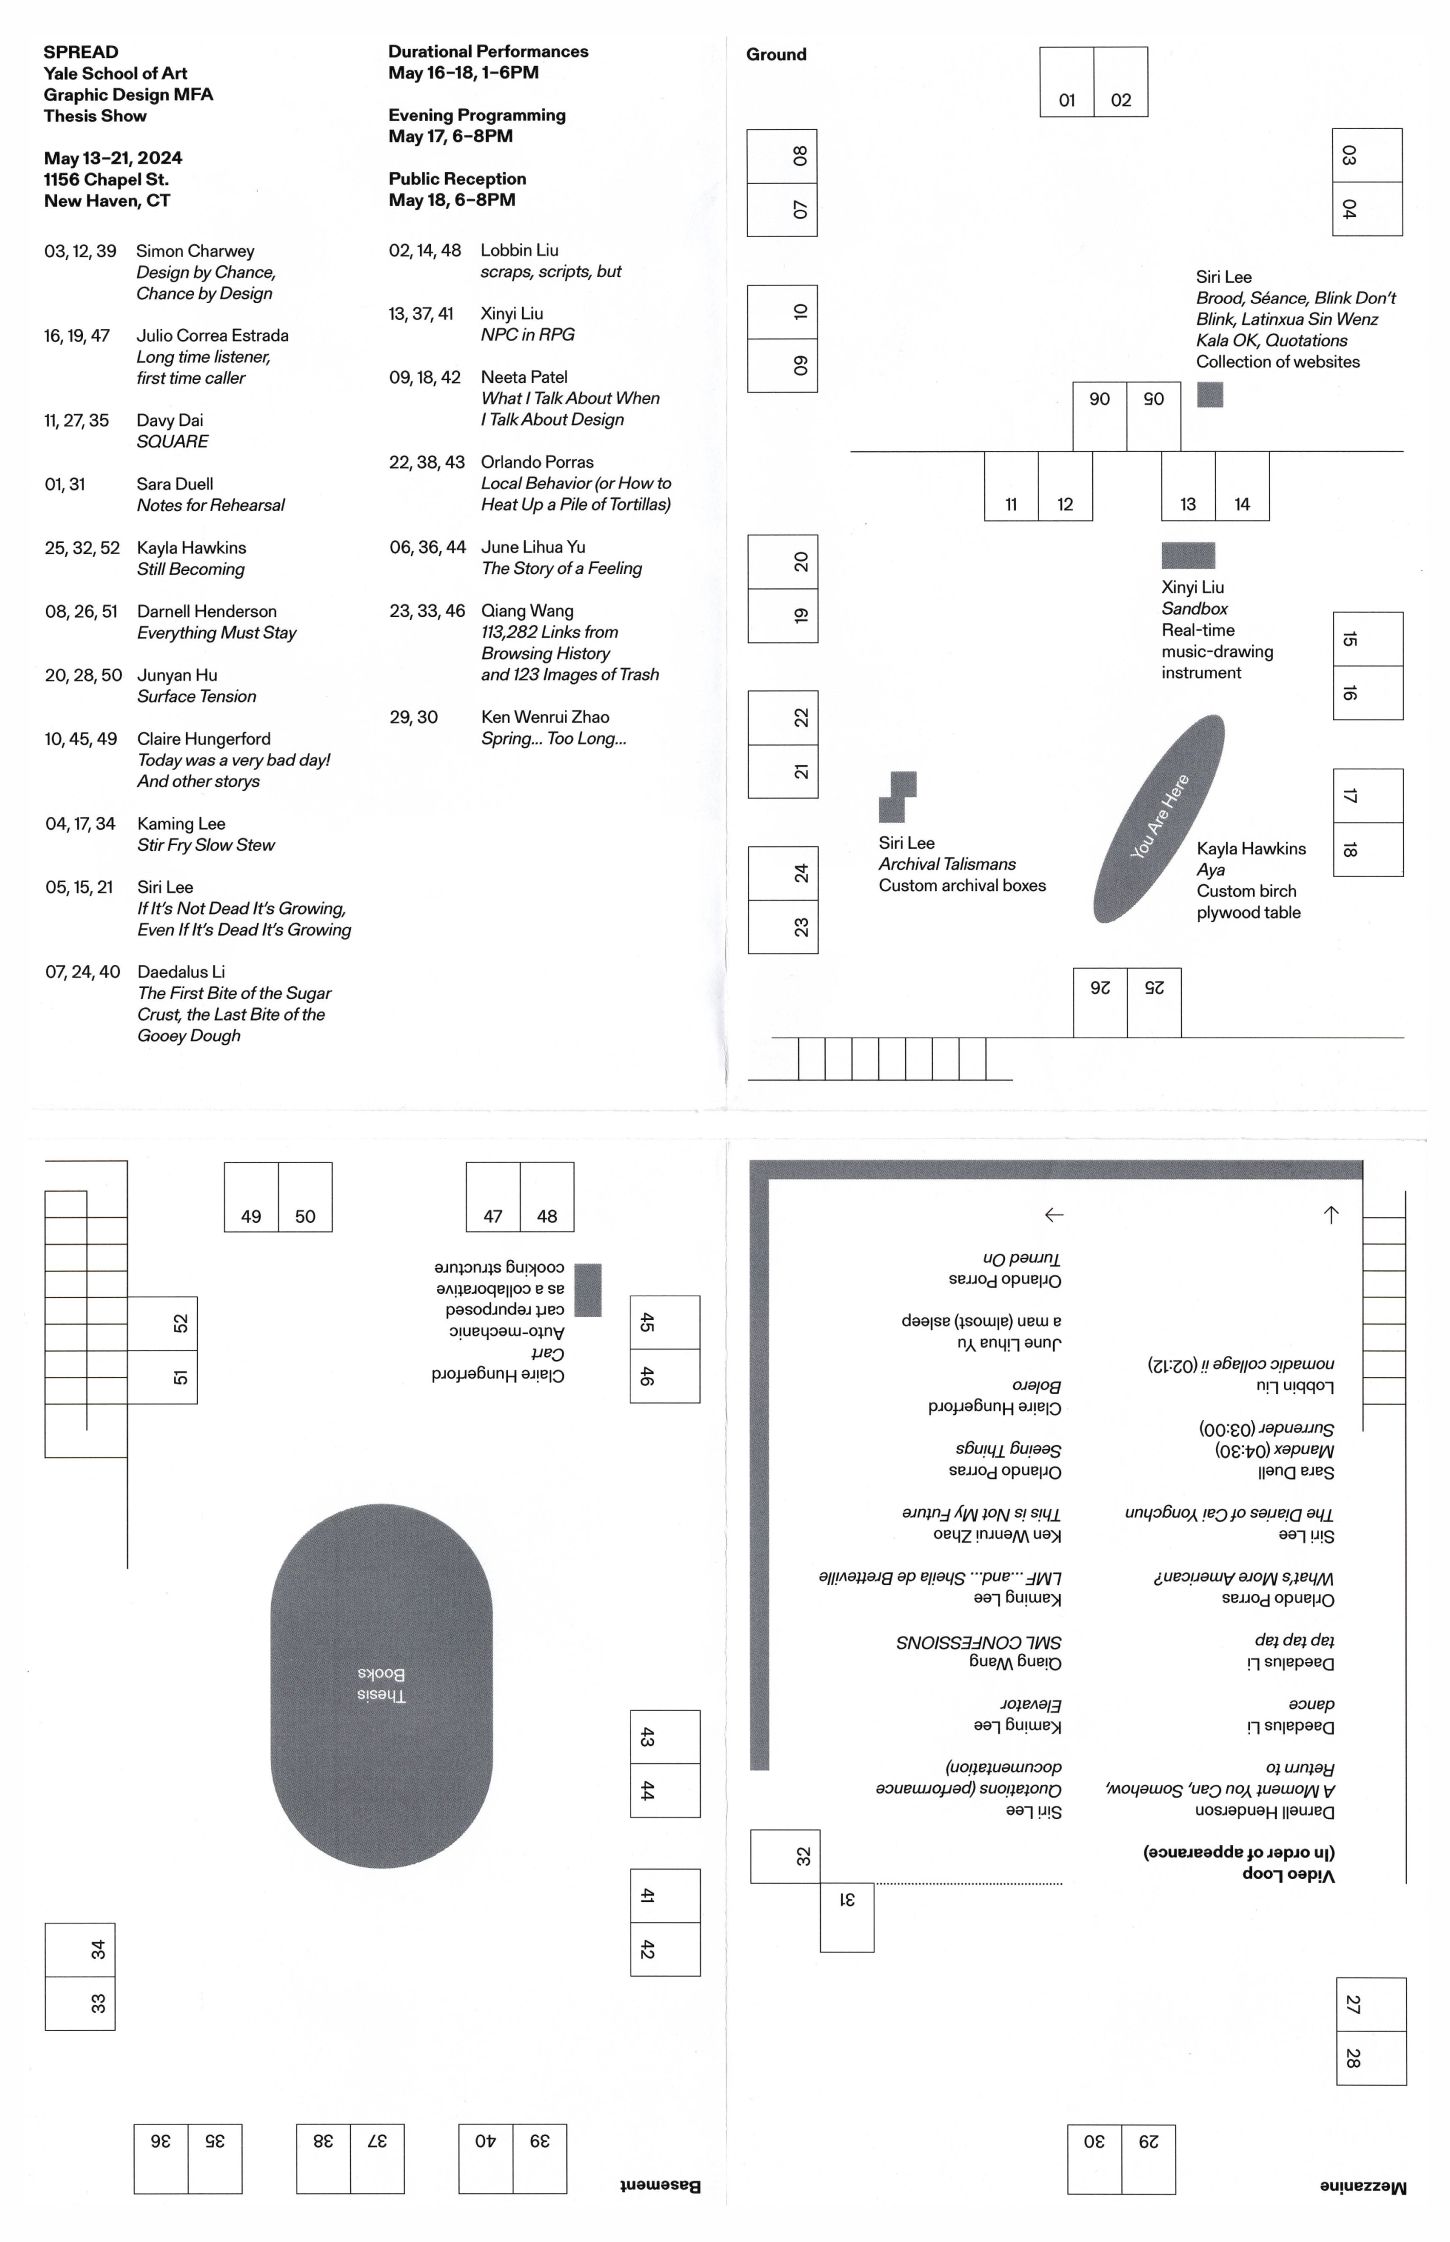 SPREAD
Yale School of Art
Graphic Design MFA
Thesis Show
May 13–21, 2024
1156 Chapel St.
New Haven, CT
03, 12, 39 Simon Charwey
Design by Chance,
Chance by Design
16, 19, 47 Julio Correa Estrada
Long time listener,
first time caller
11, 27, 35 Davy Dai
SQUARE
01, 31 Sara Duell
Notes for Rehearsal
25, 32, 52 Kayla Hawkins
Still Becoming
08, 26, 51 Darnell Henderson
Everything Must Stay
20, 28, 50 Junyan Hu
Surface Tension
10, 45, 49 Claire Hungerford
Today was a very bad day!
And other storys
04, 17, 34 Kaming Lee
Stir Fry Slow Stew
05, 15, 21 Siri Lee
If It's Not Dead It's Growing,
Even If It's Dead It's Growing
07, 24, 40 Daedalus Li
The First Bite of the Sugar
Crust, the Last Bite of the
Gooey Dough
Durational Performances
May 16–18, 1–6PM
Evening Programming
May 17, 6–8PM
Public Reception
May 18, 6–8PM
02, 14, 48 Lobbin Liu
scraps, scripts, but
13, 37, 41 Xinyi Liu
NPC in RPG
09, 18, 42 Neeta Patel
What I Talk About When
I Talk About Design
22, 38, 43 Orlando Porras
Local Behavior (or How to
Heat Up a Pile of Tortillas)
06, 36, 44 June Lihua Yu
The Story of a Feeling
23, 33, 46 Qiang Wang
113,282 Links from
Browsing History
and 123 Images of Trash
29, 30 Ken Wenrui Zhao
Spring... Too Long...
Ground
01 02
08
07
03
04
10
09
Siri Lee
Brood, Séance, Blink Don't
Blink, Latinxua Sin Wenz
Kala OK, Quotations
Collection of websites
06 05
11 12 13 14
20
19
Xinyi Liu
Sandbox
Real-time
music-drawing
instrument
15
16
22
21
You Are Here
17
18
Siri Lee
Archival Talismans
Custom archival boxes
Kayla Hawkins
Aya
Custom birch
plywood table
24
23
26 25
Basement
39 40 37 38 35 36
33
34
42
41
44
43
Thesis
Books
Claire Hungerford
Cart
Auto-mechanic
cart repurposed
as a collaborative
cooking structure
46
45
51
52
48 47
50 49
Mezzanine
29 30
28
27
31
32
Video Loop
(In order of appearance)
Darnell Henderson
A Moment You Can, Somehow,
Return to
Daedalus Li
dance
Daedalus Li
tap tap tap
Orlando Porras
What's More American?
Siri Lee
The Diaries of Cai Yongchun
Sara Duell
Mandex (04:30)
Surrender (03:00)
Lobbin Liu
nomadic collage ii (02:12)
Siri Lee
Quotations (performance
documentation)
Kaming Lee
Elevator
Qiang Wang
SML CONFESSIONS
Kaming Lee
LMF ...and... Sheila de Bretteville
Ken Wenrui Zhao
This is Not My Future
Orlando Porras
Seeing Things
Claire Hungerford
Bolero
June Lihua Yu
a man (almost) asleep
Orlando Porras
Turned On